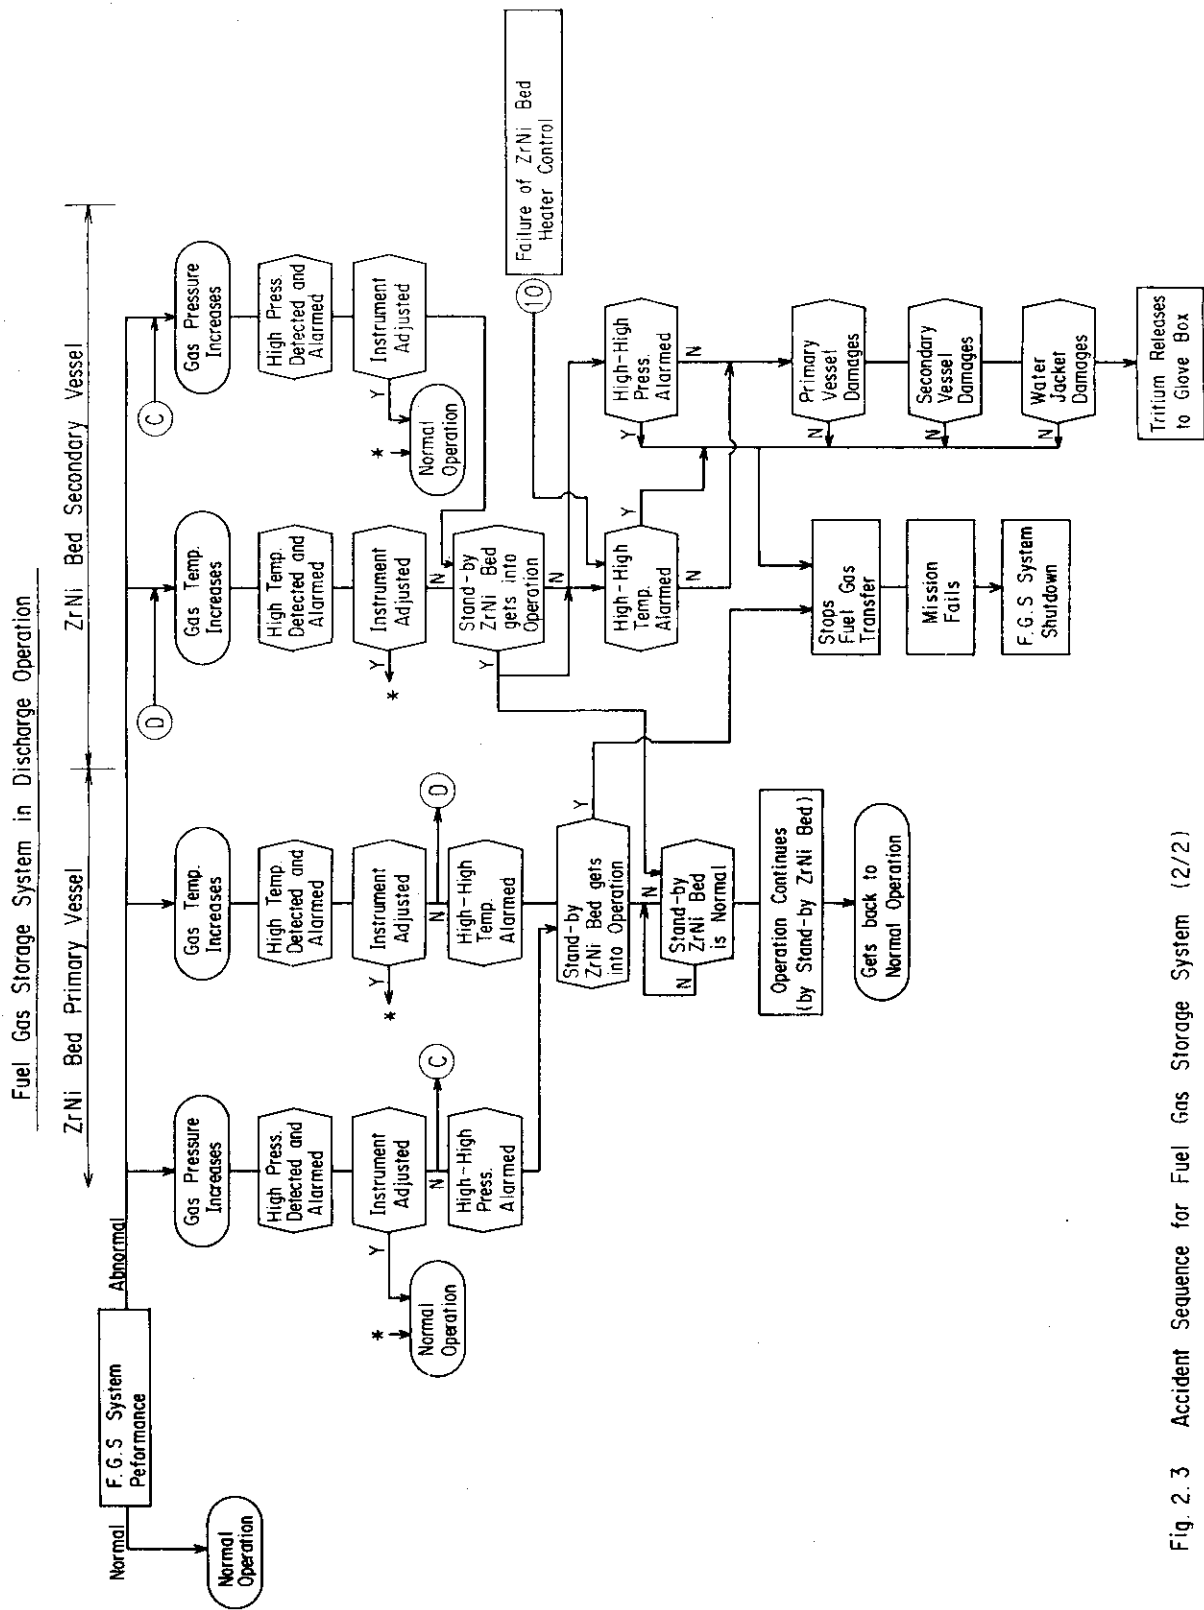 Fuel Gas Storage System in Discharge Operation
ZrNi Bed Primary Vessel
ZrNi Bed Secondary Vessel
F.G.S System
Peformance
Normal
Abnormal
Normal
Operation
Gas Pressure
Increases
High Press.
Detected and
Alarmed
Instrument
Adjusted
Y
N
*
Normal
Operation
C
High-High
Press.
Alarmed
Gas Temp.
Increases
High Temp.
Detected and
Alarmed
Instrument
Adjusted
Y
*
N
D
High-High
Temp.
Alarmed
Stand-by
ZrNi Bed gets
into Operation
Y
N
Stand-by
ZrNi Bed
is Normal
N
Operation Continues
(by Stand-by ZrNi Bed)
Gets back to
Normal Operation
D
Gas Temp.
Increases
High Temp.
Detected and
Alarmed
Instrument
Adjusted
Y
*
N
Stand-by
ZrNi Bed
gets into
Operation
Y
N
High-High
Temp.
Alarmed
Y
N
Stops
Fuel Gas
Transfer
Mission
Fails
F.G.S System
Shutdown
C
Gas Pressure
Increases
High Press.
Detected and
Alarmed
Instrument
Adjusted
Y
*
N
Normal
Operation
10
Failure of ZrNi Bed
Heater Control
High-High
Press.
Alarmed
Y
N
Primary
Vessel
Damages
N
Secondary
Vessel
Damages
N
Water
Jacket
Damages
N
Tritium Releases
to Glove Box
Fig. 2.3 Accident Sequence for Fuel Gas Storage System (2/2)